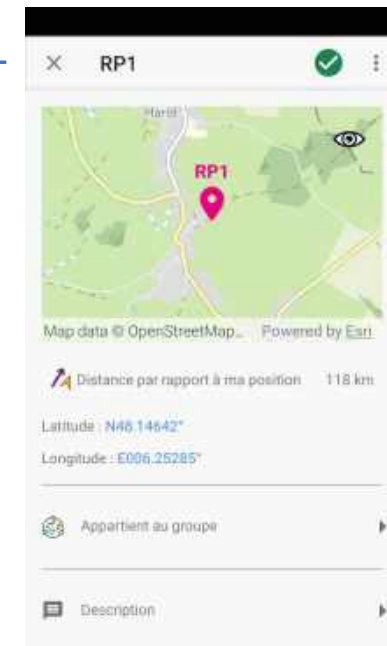 RP1
Harol
RP1
Map data © OpenStreetMap... Powered by Esri
Distance par rapport à ma position 118 km
Latitude : N48.14642°
Longitude : E006.25285°
Appartient au groupe
Description